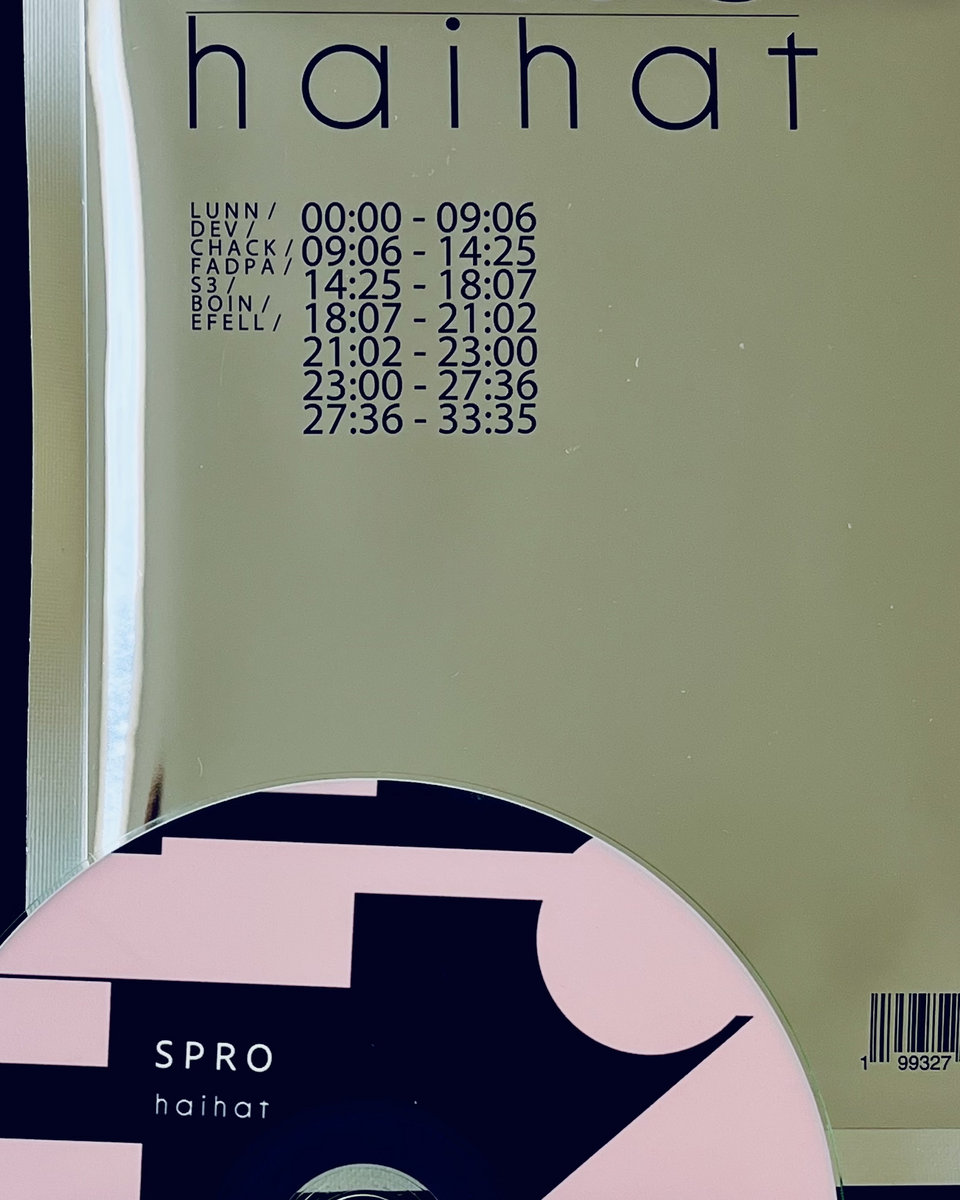 haihat
LUNN /
DEV /
CHACK /
FADPA /
S3 /
BOIN /
EFELL /
00:00 - 09:06
09:06 - 14:25
14:25 - 18:07
18:07 - 21:02
21:02 - 23:00
23:00 - 27:36
27:36 - 33:35
SPRO
haihat
1 99327